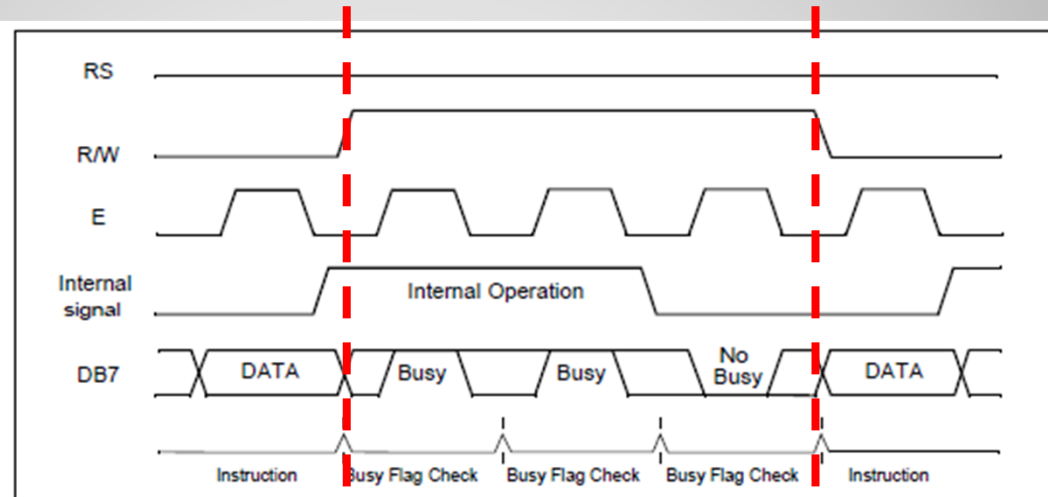 RS
R/W
E
Internal
signal
Internal Operation
DB7
DATA
Busy
Busy
No
Busy
DATA
Instruction
Busy Flag Check
Busy Flag Check
Busy Flag Check
Instruction